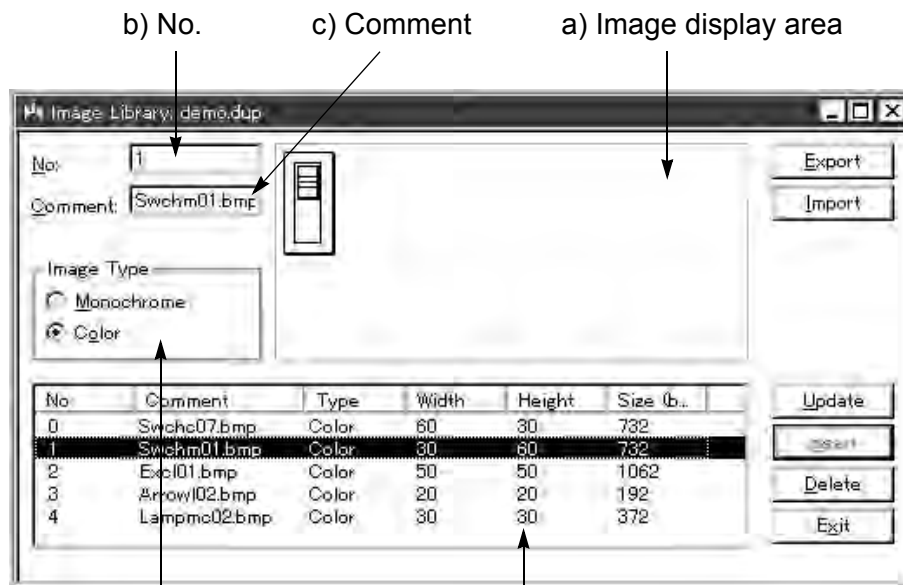 b) No. c) Comment a) Image display area
Image Library: demo.dup
No: 1 Export
Comment: Swchm01.bmp Import
Image Type
Monochrome
Color
No Comment Type Width Height Size (b... Update
0 Swchc07.bmp Color 60 30 732
1 Swchm01.bmp Color 30 60 732 Insert
2 Excl01.bmp Color 50 50 1062
3 Arrowl02.bmp Color 20 20 192 Delete
4 Lampmc02.bmp Color 30 30 372 Exit